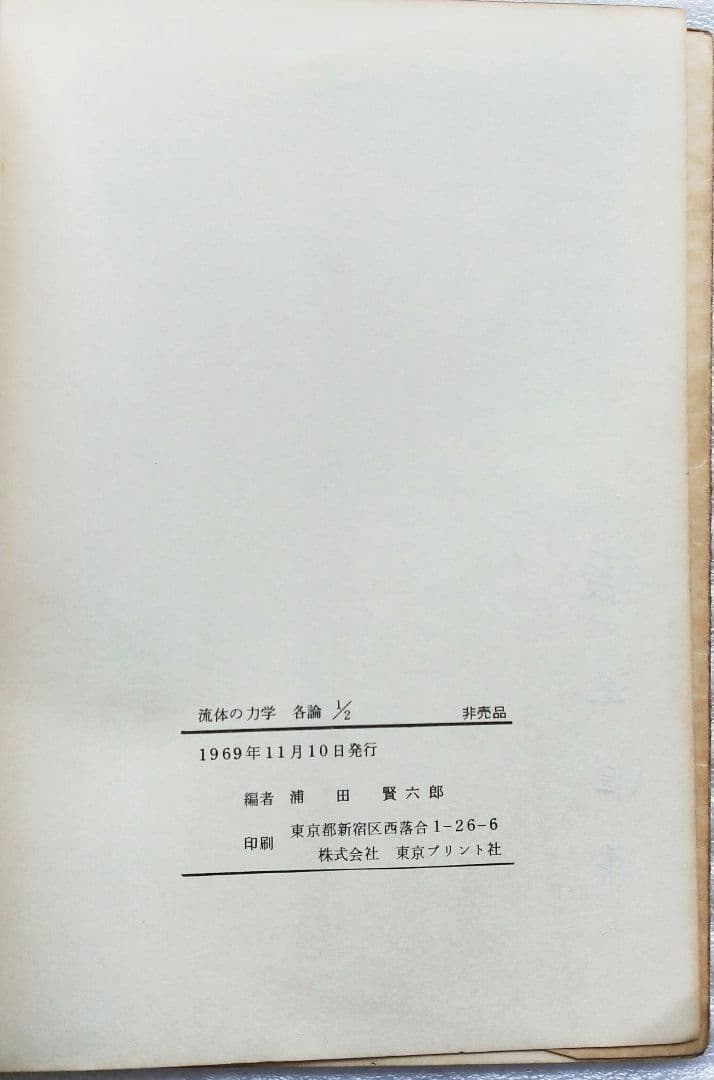 流体の力学 各論 1/2 非売品
1969年11月10日発行
編者 浦田 賢六郎
印刷 東京都新宿区西落合1-26-6
株式会社 東京プリント社